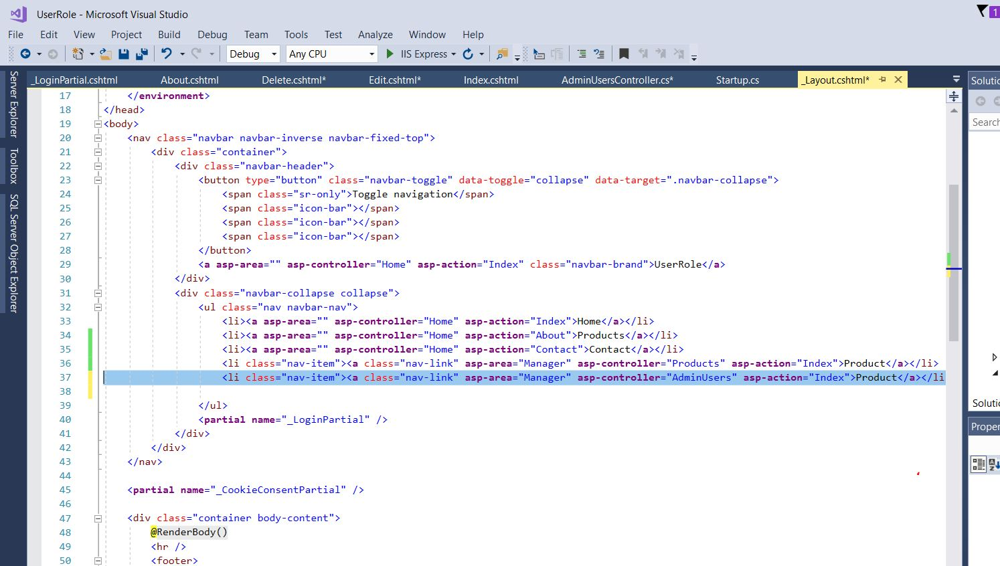 UserRole - Microsoft Visual Studio
1
File Edit View Project Build Debug Team Tools Test Analyze Window Help
Debug Any CPU IIS Express
_LoginPartial.cshtml About.cshtml Delete.cshtml* Edit.cshtml* Index.cshtml AdminUsersController.cs* Startup.cs _Layout.cshtml*
Server Explorer
Toolbox
SQL Server Object Explorer
17 </environment>
18 </head>
19 <body>
20 <nav class="navbar navbar-inverse navbar-fixed-top">
21 <div class="container">
22 <div class="navbar-header">
23 <button type="button" class="navbar-toggle" data-toggle="collapse" data-target=".navbar-collapse">
24 <span class="sr-only">Toggle navigation</span>
25 <span class="icon-bar"></span>
26 <span class="icon-bar"></span>
27 <span class="icon-bar"></span>
28 </button>
29 <a asp-area="" asp-controller="Home" asp-action="Index" class="navbar-brand">UserRole</a>
30 </div>
31 <div class="navbar-collapse collapse">
32 <ul class="nav navbar-nav">
33 <li><a asp-area="" asp-controller="Home" asp-action="Index">Home</a></li>
34 <li><a asp-area="" asp-controller="Home" asp-action="About">Products</a></li>
35 <li><a asp-area="" asp-controller="Home" asp-action="Contact">Contact</a></li>
36 <li class="nav-item"><a class="nav-link" asp-area="Manager" asp-controller="Products" asp-action="Index">Product</a></li>
37 <li class="nav-item"><a class="nav-link" asp-area="Manager" asp-controller="AdminUsers" asp-action="Index">Product</a></li
38
39 </ul>
40 <partial name="_LoginPartial" />
41 </div>
42 </div>
43 </nav>
44
45 <partial name="_CookieConsentPartial" />
46
47 <div class="container body-content">
48 @RenderBody()
49 <hr />
50 <footer>
Solutio
Search
Soluti
Proper